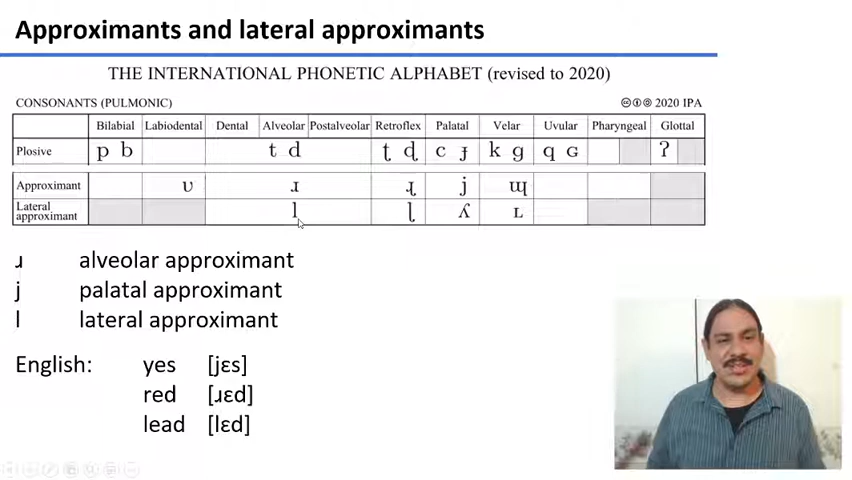 Approximants and lateral approximants
THE INTERNATIONAL PHONETIC ALPHABET (revised to 2020)
CONSONANTS (PULMONIC) 2020 IPA
Bilabial Labiodental Dental Alveolar Postalveolar Retroflex Palatal Velar Uvular Pharyngeal Glottal
Plosive p b t d ʈ ɖ c ɟ k ɡ q ɢ ʔ
Approximant ʋ ɹ ɻ j ɰ
Lateral approximant l ɭ ʎ ʟ
ɹ alveolar approximant
j palatal approximant
l lateral approximant
English: yes [jɛs]
red [ɹɛd]
lead [lɛd]